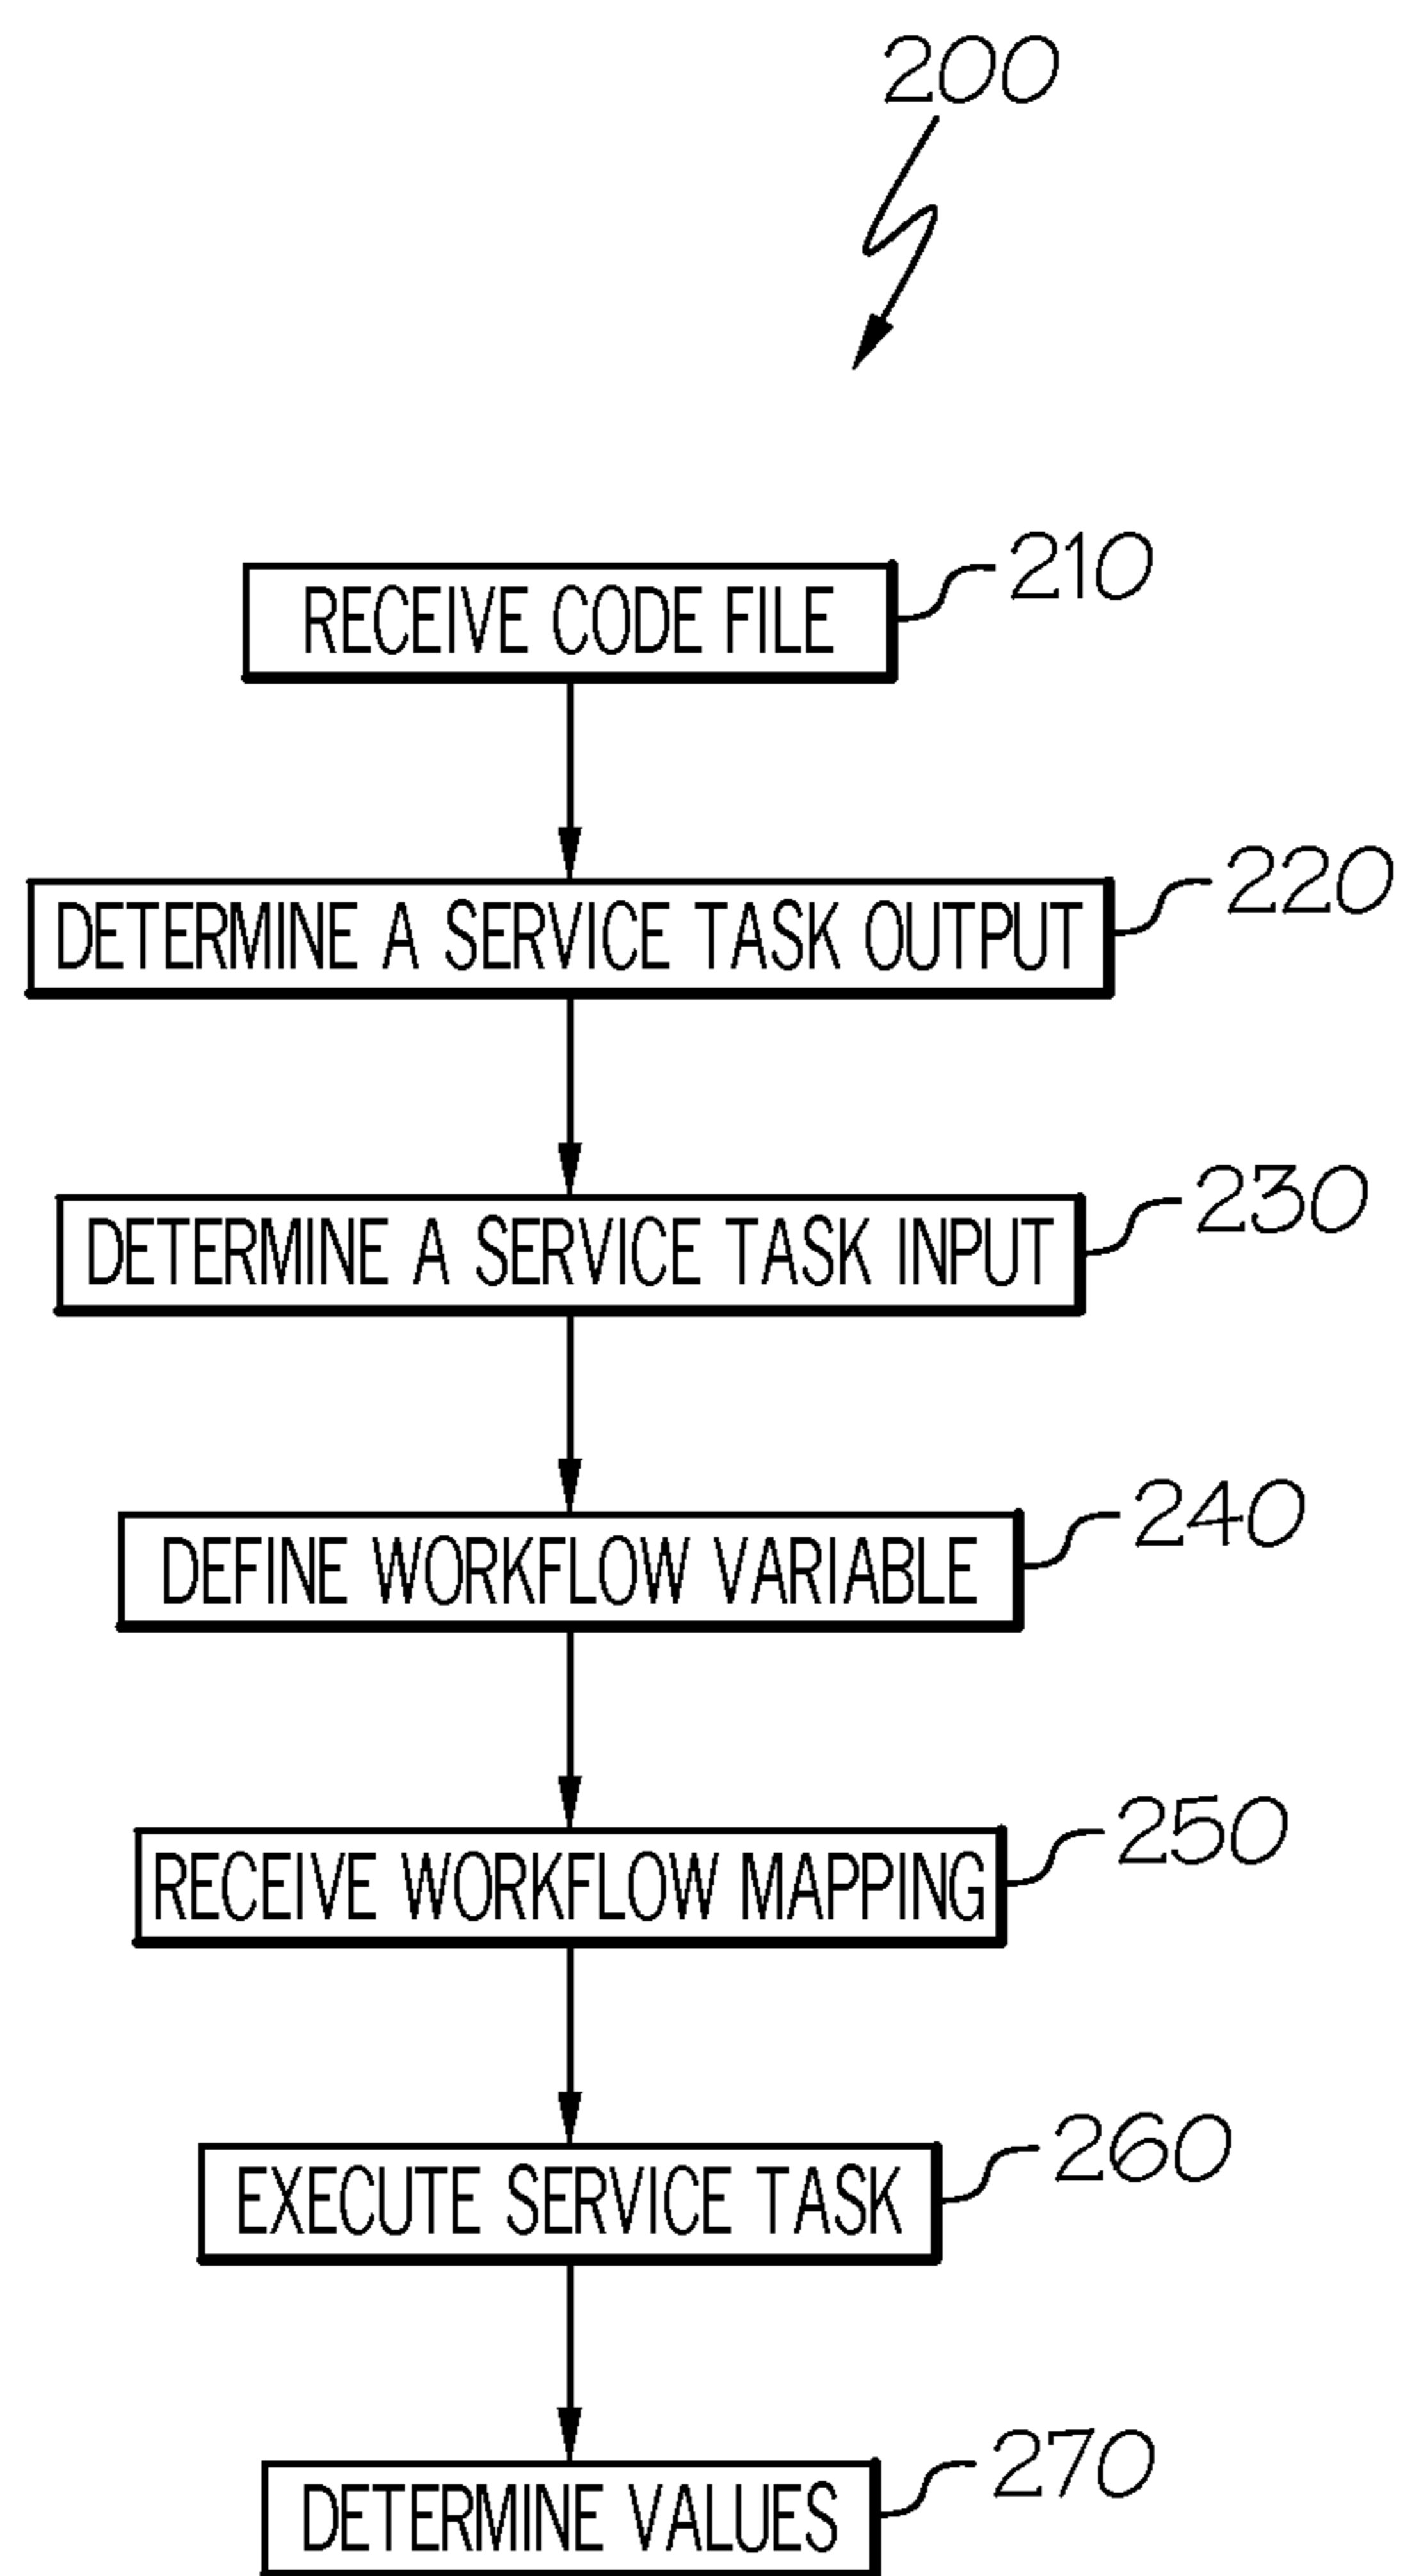 200
RECEIVE CODE FILE 210
DETERMINE A SERVICE TASK OUTPUT 220
DETERMINE A SERVICE TASK INPUT 230
DEFINE WORKFLOW VARIABLE 240
RECEIVE WORKFLOW MAPPING 250
EXECUTE SERVICE TASK 260
DETERMINE VALUES 270